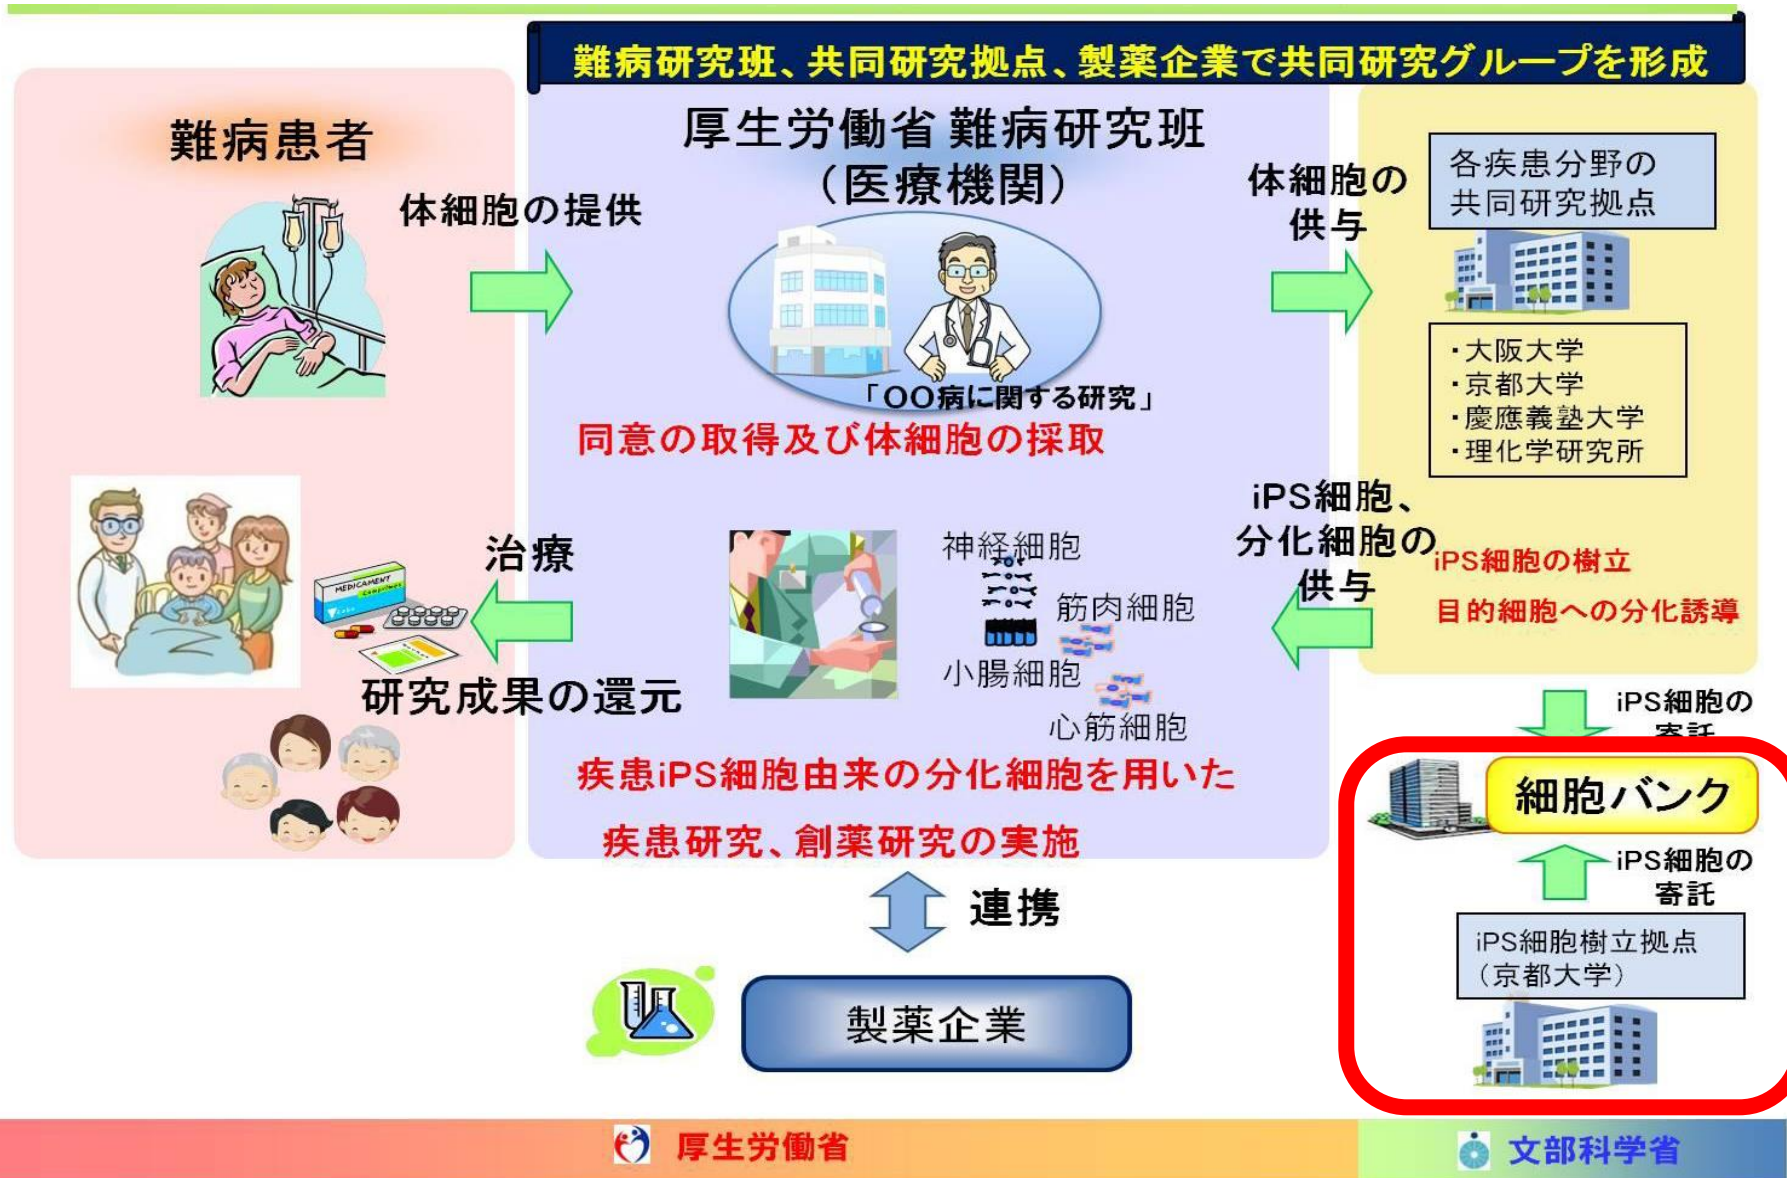 難病研究班、共同研究拠点、製薬企業で共同研究グループを形成
難病患者
体細胞の提供
厚生労働省 難病研究班
（医療機関）
「〇〇病に関する研究」
同意の取得及び体細胞の採取
体細胞の
供与
各疾患分野の
共同研究拠点
・大阪大学
・京都大学
・慶應義塾大学
・理化学研究所
iPS細胞の樹立
目的細胞への分化誘導
iPS細胞、
分化細胞の
供与
神経細胞
筋肉細胞
小腸細胞
心筋細胞
治療
MEDICAMENT
研究成果の還元
疾患iPS細胞由来の分化細胞を用いた
疾患研究、創薬研究の実施
連携
製薬企業
iPS細胞の
寄託
細胞バンク
iPS細胞の
寄託
iPS細胞樹立拠点
（京都大学）
厚生労働省
文部科学省